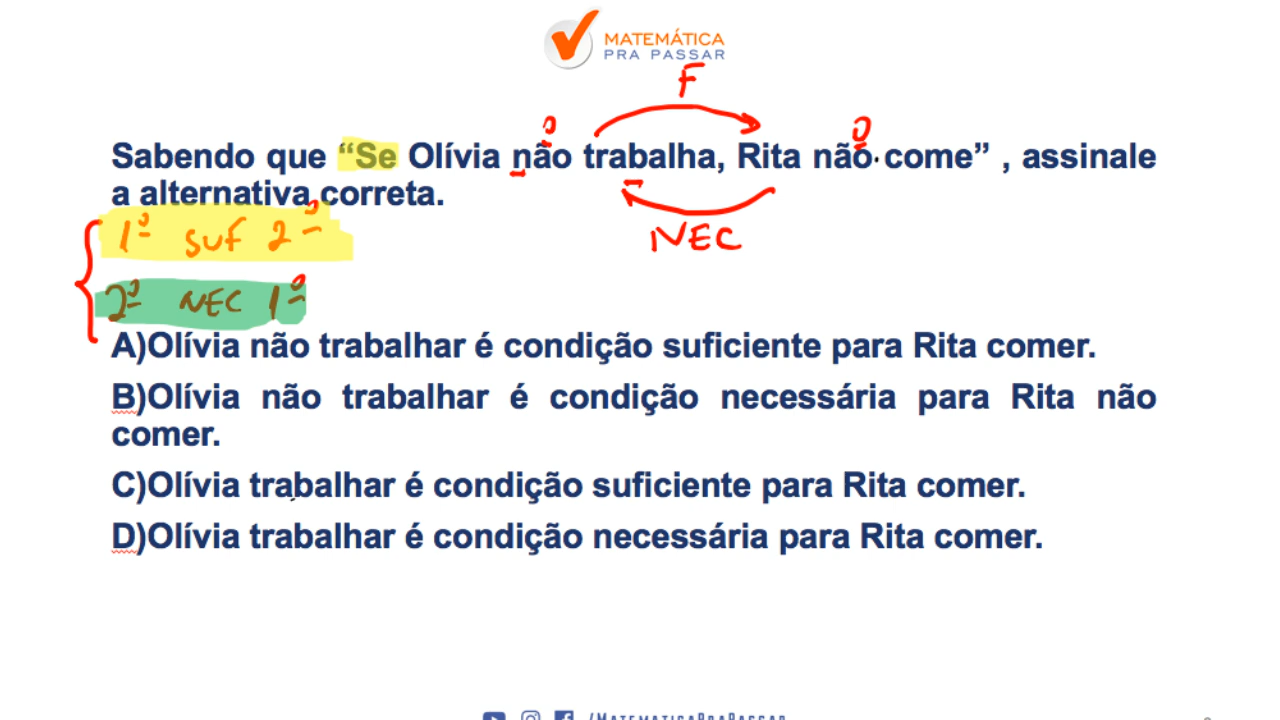 MATEMÁTICA
PRA PASSAR
F
Sabendo que “Se Olívia não trabalha, Rita não come” , assinale
a alternativa correta.
NEC
1º SUF 2º
2º NEC 1º
A)Olívia não trabalhar é condição suficiente para Rita comer.
B)Olívia não trabalhar é condição necessária para Rita não
comer.
C)Olívia trabalhar é condição suficiente para Rita comer.
D)Olívia trabalhar é condição necessária para Rita comer.
/MATEMATICAPRAPASSAR